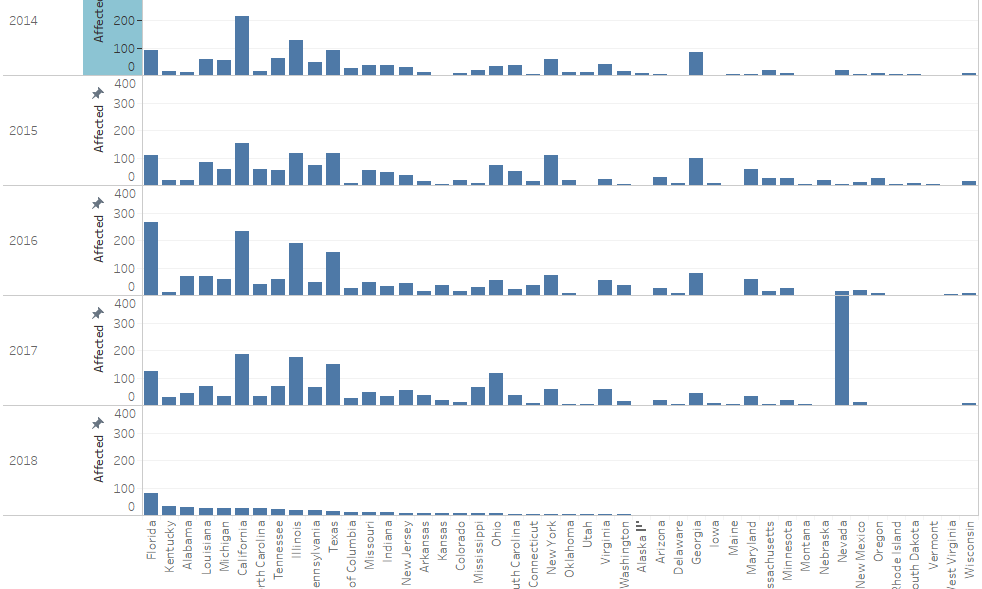 2014
Affected
200
100
0
2015
Affected
400
300
200
100
0
2016
Affected
400
300
200
100
0
2017
Affected
400
300
200
100
0
2018
Affected
400
300
200
100
0
Florida
Kentucky
Alabama
Louisiana
Michigan
California
rth Carolina
Tennessee
Illinois
ennsylvania
Texas
of Columbia
Missouri
Indiana
New Jersey
Arkansas
Kansas
Colorado
Mississippi
Ohio
uth Carolina
Connecticut
New York
Oklahoma
Utah
Virginia
Washington
Alaska
Arizona
Delaware
Georgia
Iowa
Maine
Maryland
ssachusetts
Minnesota
Montana
Nebraska
Nevada
New Mexico
Oregon
Rhode Island
outh Dakota
Vermont
West Virginia
Wisconsin